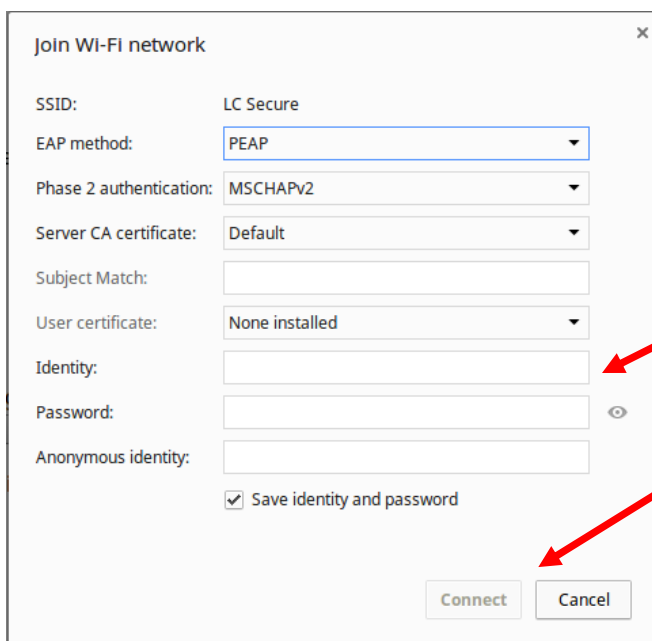 Join Wi-Fi network
SSID: LC Secure
EAP method: PEAP
Phase 2 authentication: MSCHAPv2
Server CA certificate: Default
Subject Match:
User certificate: None installed
Identity:
Password:
Anonymous identity:
Save identity and password
Connect Cancel